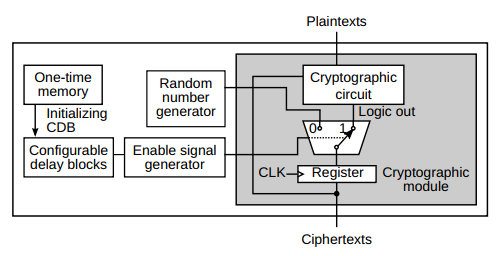 Plaintexts
One-time
memory
Random
number
generator
Cryptographic
circuit
Initializing
CDB
Logic out
0
1
Configurable
delay blocks
Enable signal
generator
CLK
Register
Cryptographic
module
Ciphertexts